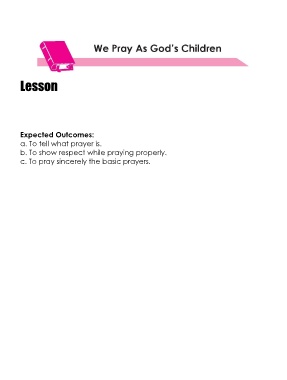 We Pray As God's Children
Lesson
Expected Outcomes:
a. To tell what prayer is.
b. To show respect while praying properly.
c. To pray sincerely the basic prayers.